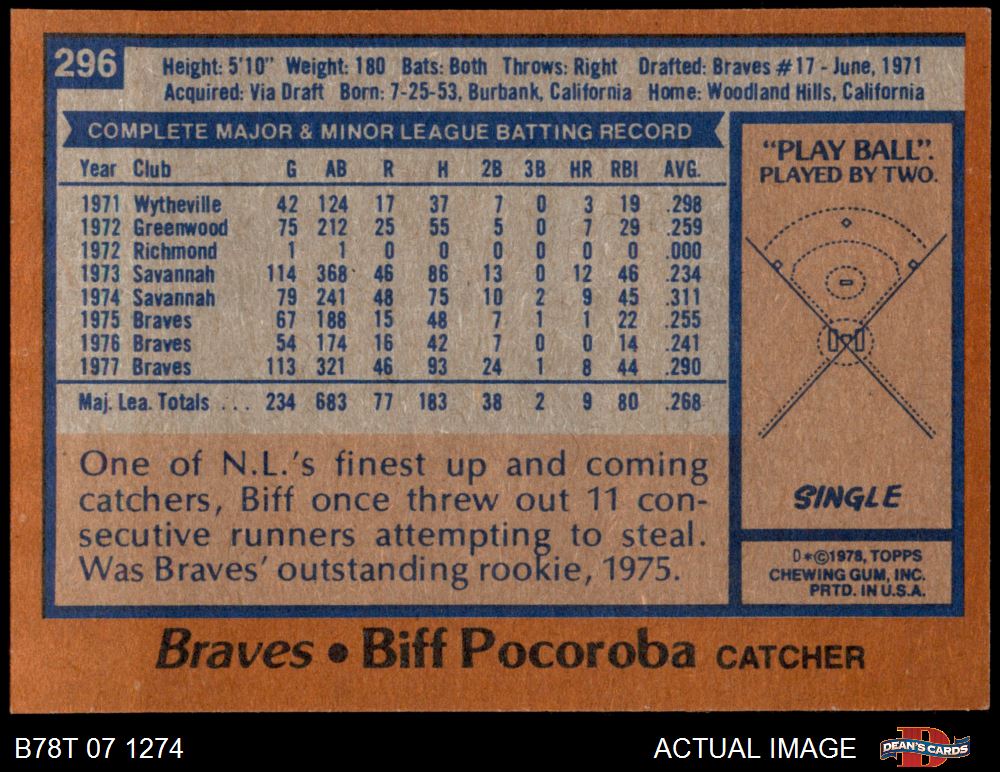 296
Height: 5'10" Weight: 180 Bats: Both Throws: Right Drafted: Braves #17 - June, 1971
Acquired: Via Draft Born: 7-25-53, Burbank, California Home: Woodland Hills, California
COMPLETE MAJOR & MINOR LEAGUE BATTING RECORD
Year Club G AB R H 2B 3B HR RBI AVG.
1971 Wytheville 42 124 17 37 7 0 3 19 .298
1972 Greenwood 75 212 25 55 5 0 7 29 .259
1972 Richmond 1 1 0 0 0 0 0 0 .000
1973 Savannah 114 368 46 86 13 0 12 46 .234
1974 Savannah 79 241 48 75 10 2 9 45 .311
1975 Braves 67 188 15 48 7 1 1 22 .255
1976 Braves 54 174 16 42 7 0 0 14 .241
1977 Braves 113 321 46 93 24 1 8 44 .290
Maj. Lea. Totals ... 234 683 77 183 38 2 9 80 .268
One of N.L.'s finest up and coming
catchers, Biff once threw out 11 con-
secutive runners attempting to steal.
Was Braves' outstanding rookie, 1975.
"PLAY BALL".
PLAYED BY TWO.
SINGLE
D*©1978, TOPPS
CHEWING GUM, INC.
PRTD. IN U.S.A.
Braves • Biff Pocoroba CATCHER
B78T 07 1274
ACTUAL IMAGE
D
DEAN'S CARDS